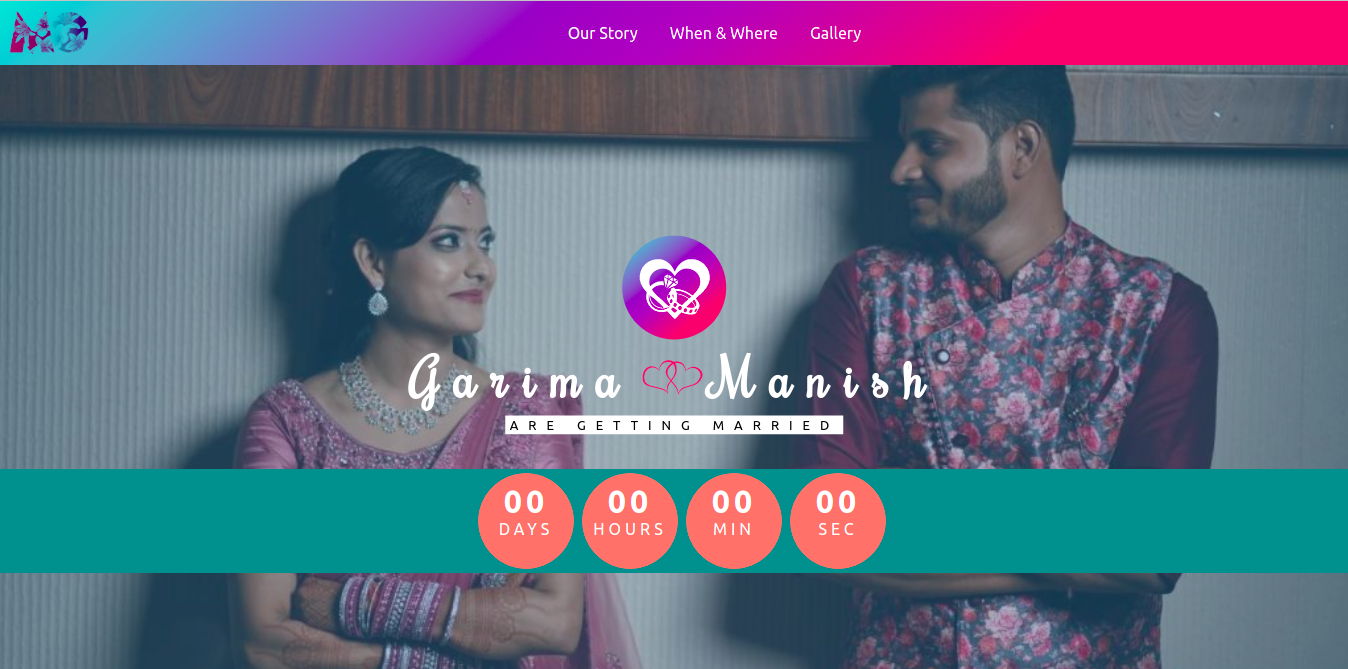 MG
Our Story When & Where Gallery
Garima Manish
ARE GETTING MARRIED
00 00 00 00
DAYS HOURS MIN SEC